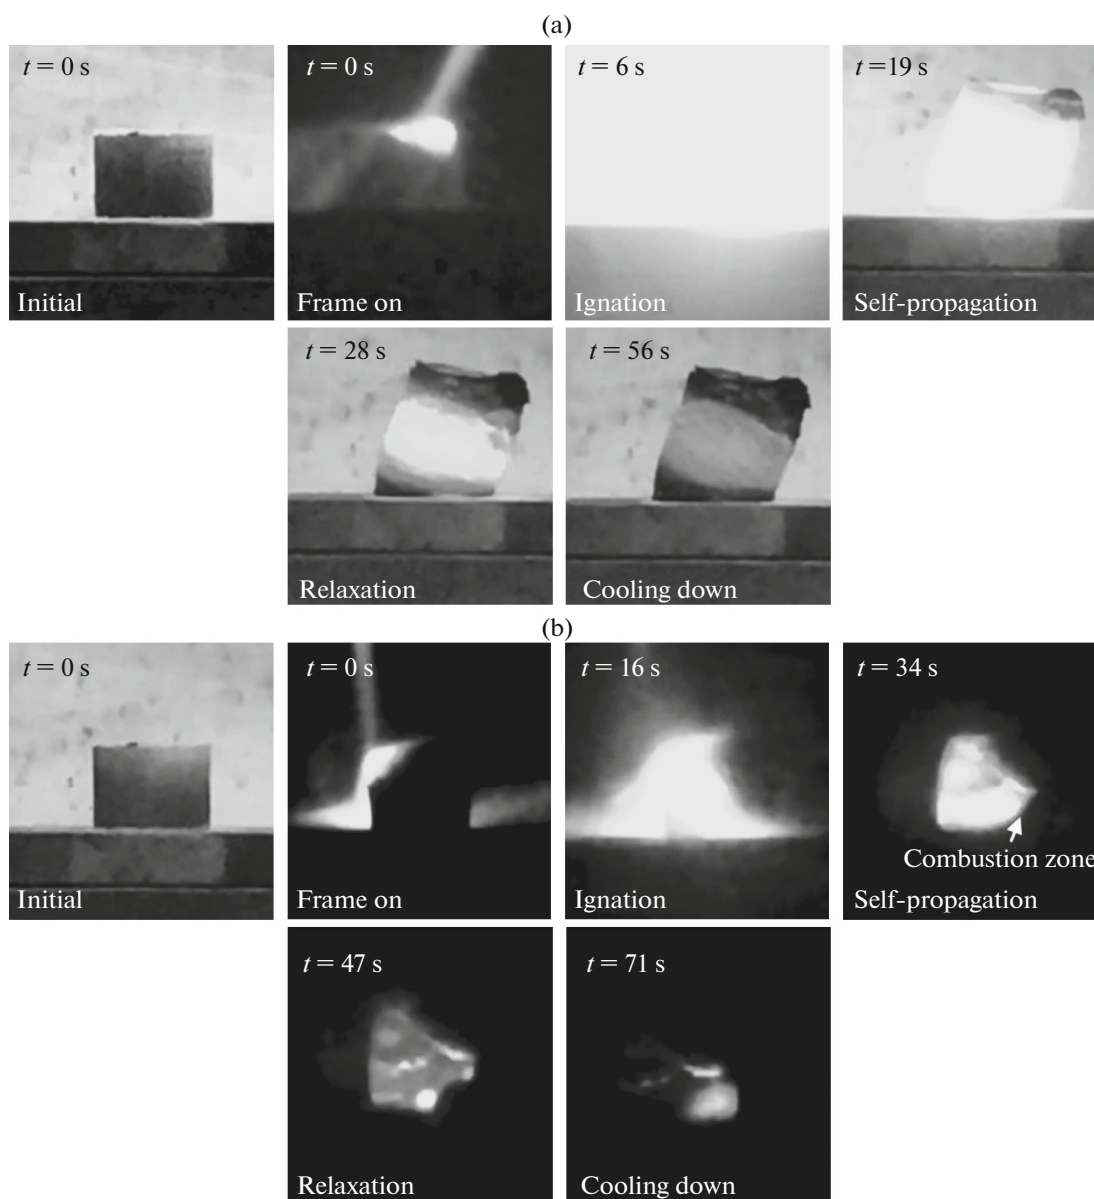 (a)
t = 0 s
Initial
t = 0 s
Frame on
t = 6 s
Ignation
t =19 s
Self-propagation
t = 28 s
Relaxation
t = 56 s
Cooling down
(b)
t = 0 s
Initial
t = 0 s
Frame on
t = 16 s
Ignation
t = 34 s
Combustion zone
Self-propagation
t = 47 s
Relaxation
t = 71 s
Cooling down